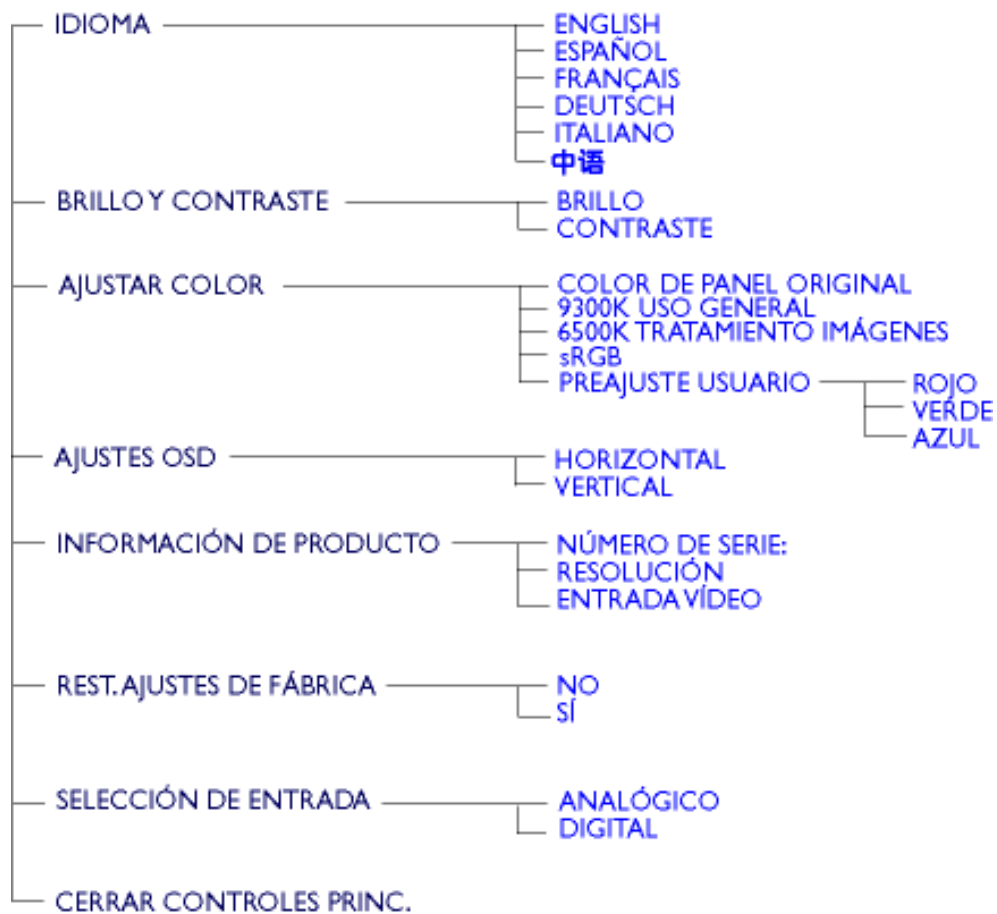 IDIOMA
ENGLISH
ESPAÑOL
FRANÇAIS
DEUTSCH
ITALIANO
中语
BRILLO Y CONTRASTE
BRILLO
CONTRASTE
AJUSTAR COLOR
COLOR DE PANEL ORIGINAL
9300K USO GENERAL
6500K TRATAMIENTO IMÁGENES
sRGB
PREAJUSTE USUARIO
ROJO
VERDE
AZUL
AJUSTES OSD
HORIZONTAL
VERTICAL
INFORMACIÓN DE PRODUCTO
NÚMERO DE SERIE:
RESOLUCIÓN
ENTRADA VÍDEO
REST. AJUSTES DE FÁBRICA
NO
SÍ
SELECCIÓN DE ENTRADA
ANALÓGICO
DIGITAL
CERRAR CONTROLES PRINC.